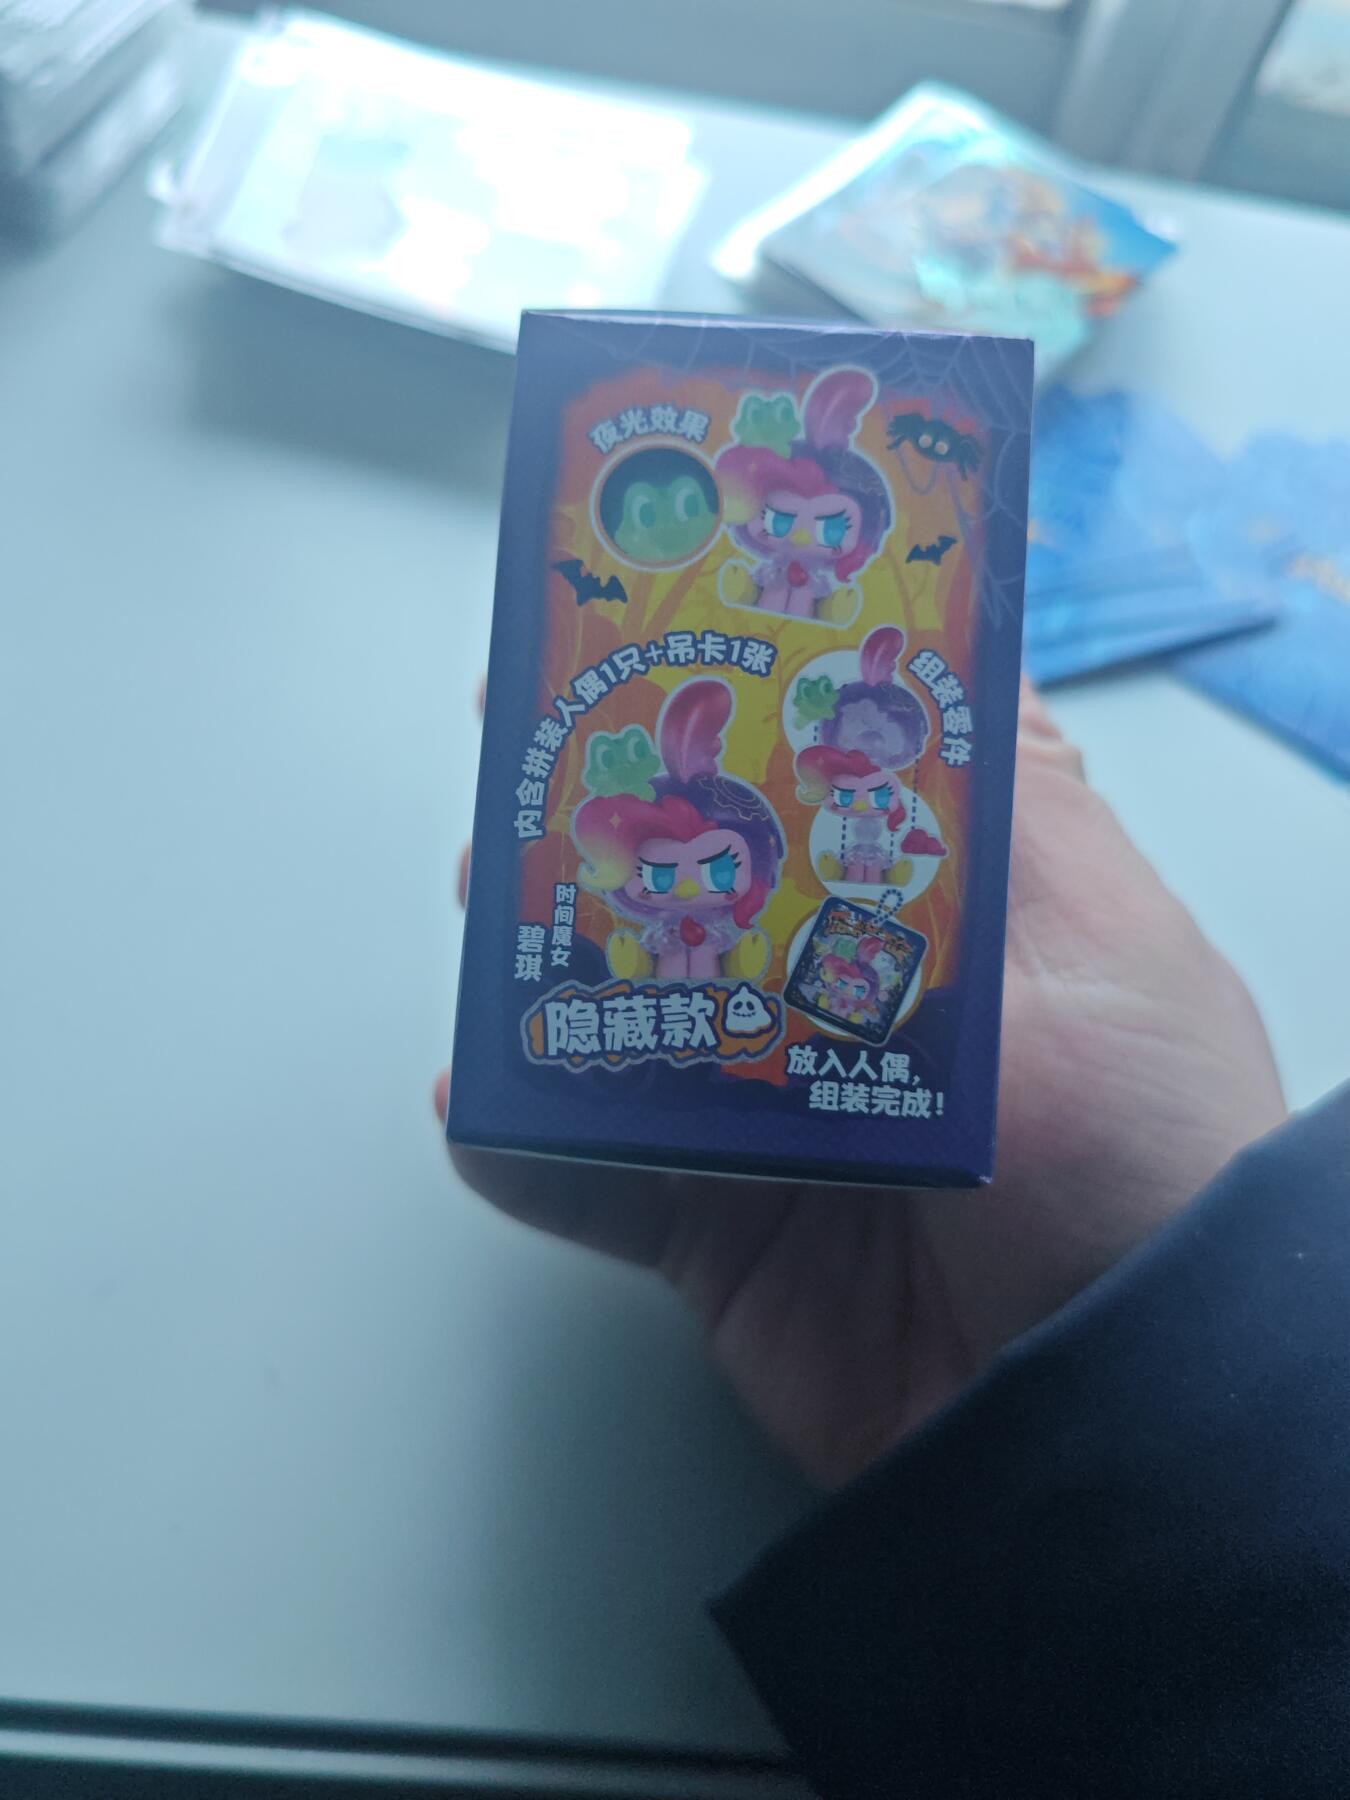 夜光效果
内含拼装人偶1只+吊卡1张
组装零件
时间魔女
碧琪
隐藏款
放入人偶，
组装完成！